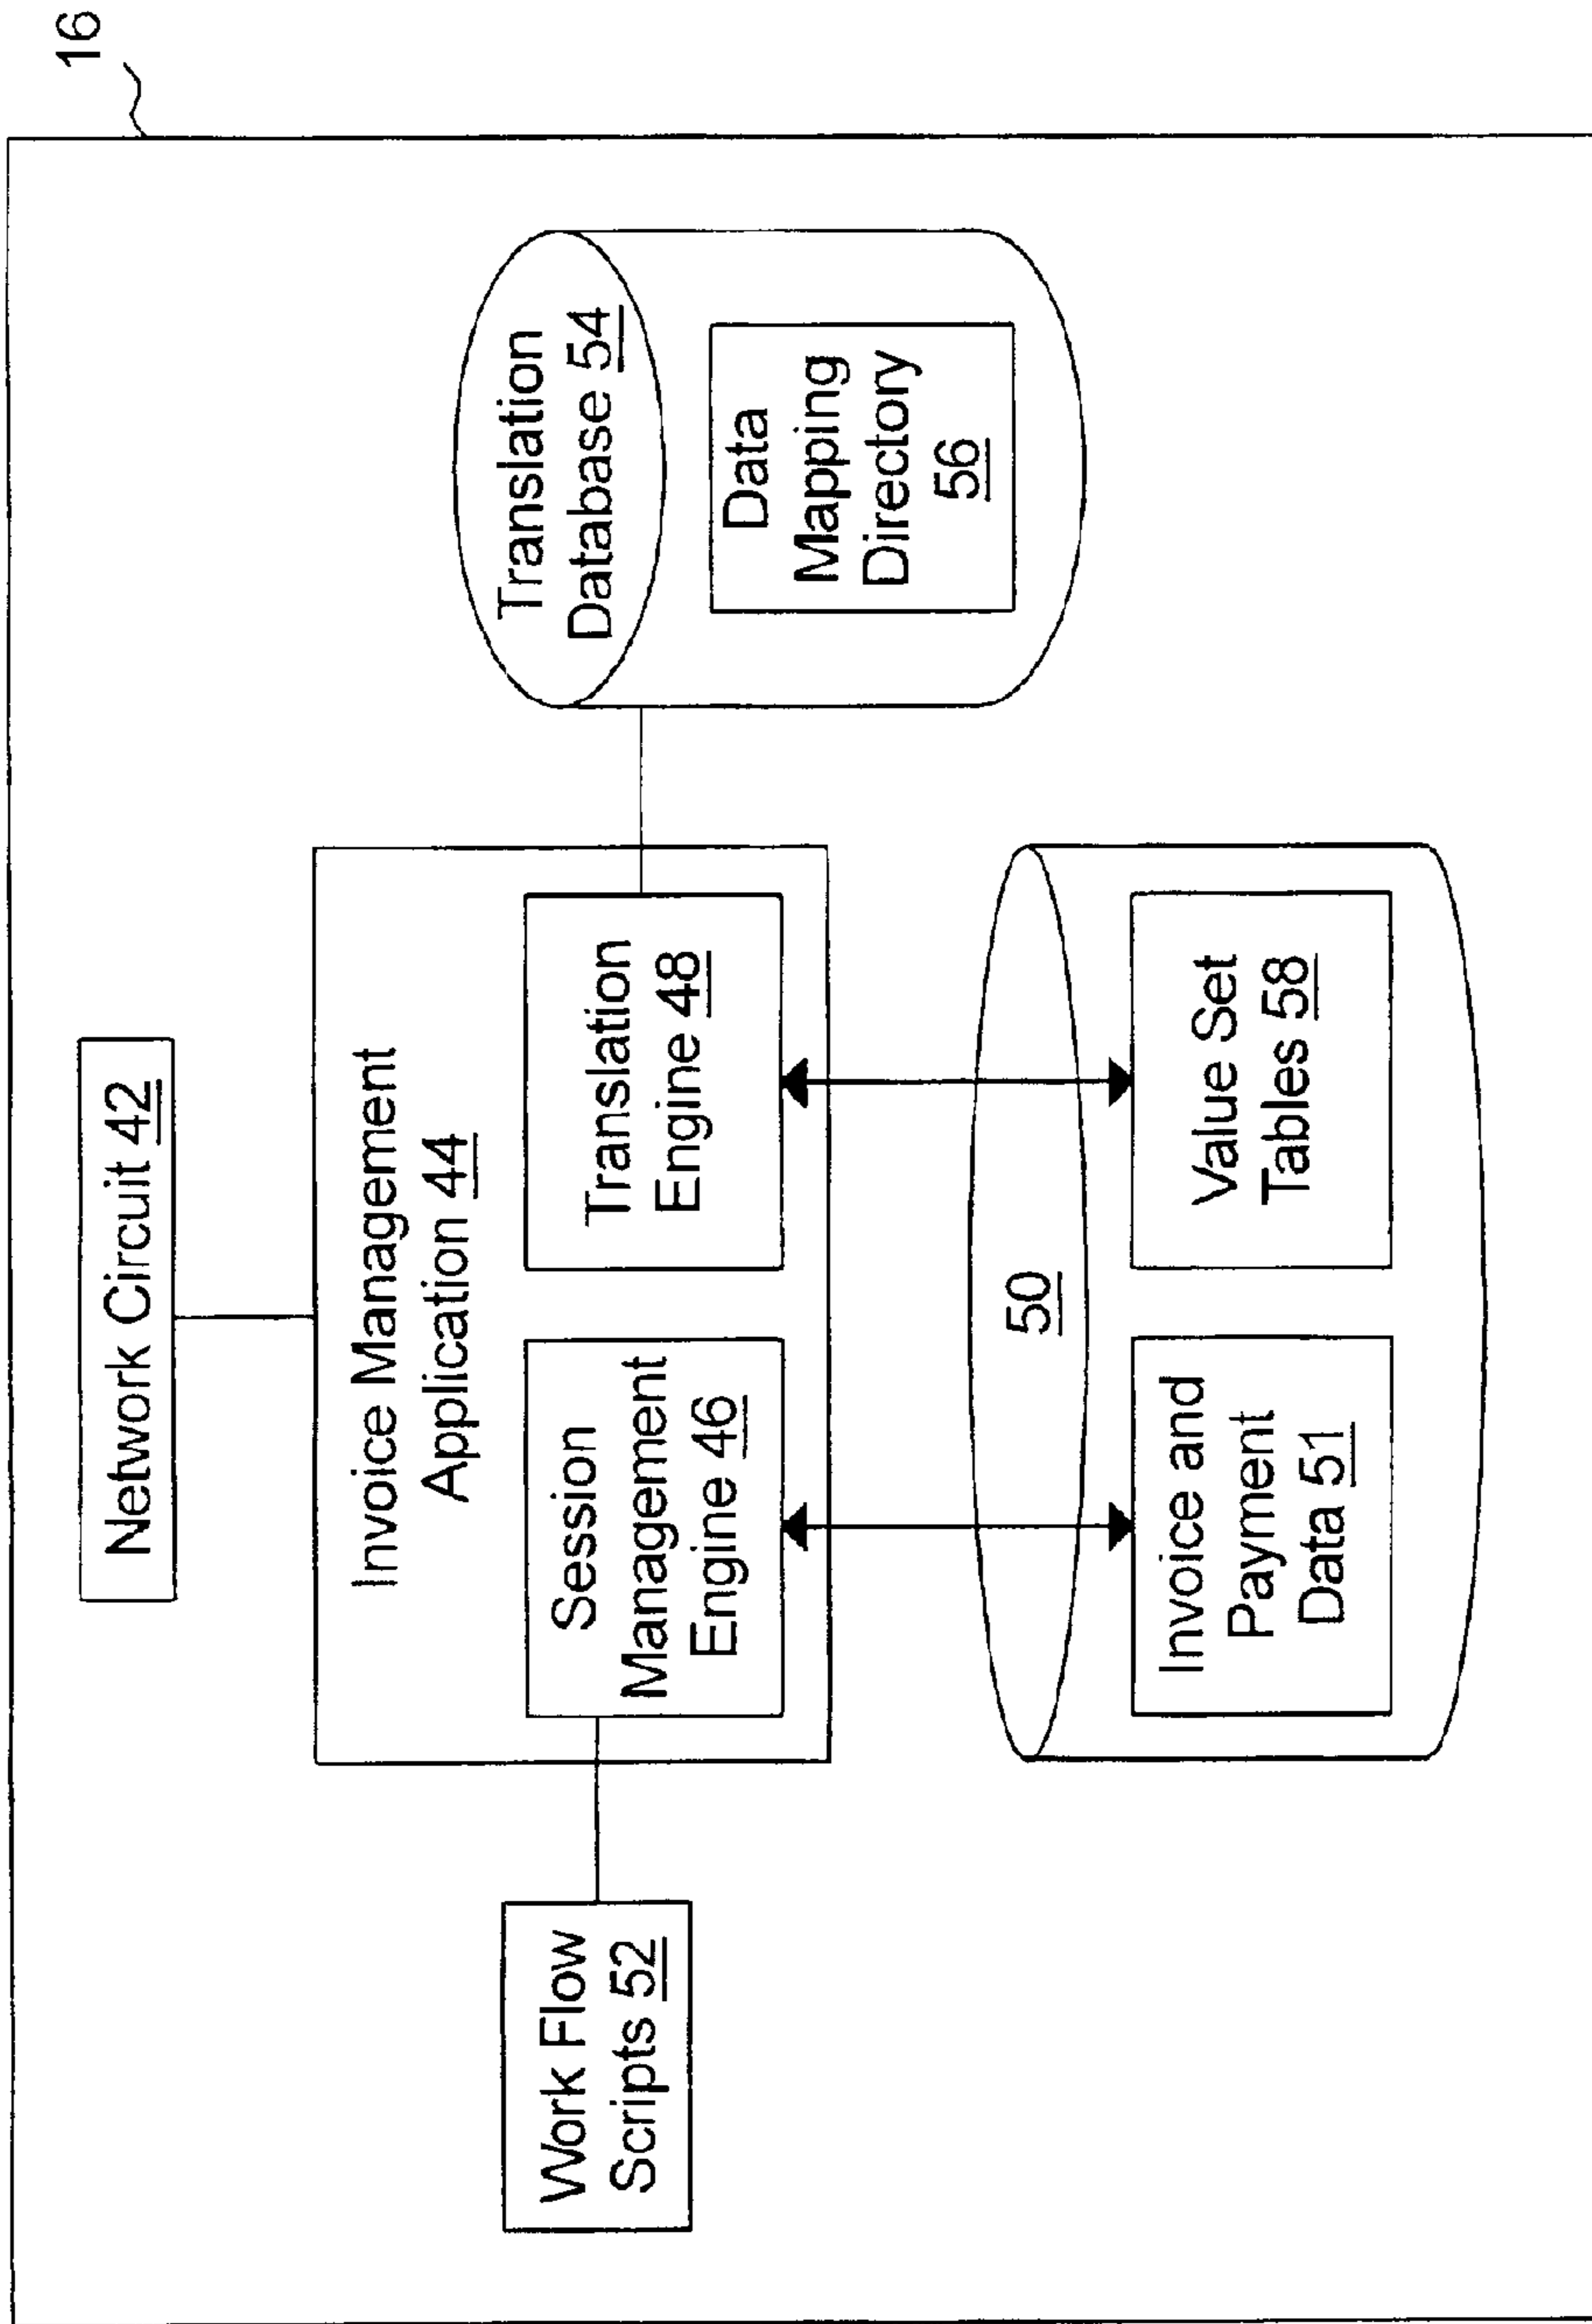 16
Network Circuit 42
Invoice Management
Application 44
Session
Management
Engine 46
Translation
Engine 48
Work Flow
Scripts 52
Translation
Database 54
Data
Mapping
Directory
56
50
Invoice and
Payment
Data 51
Value Set
Tables 58